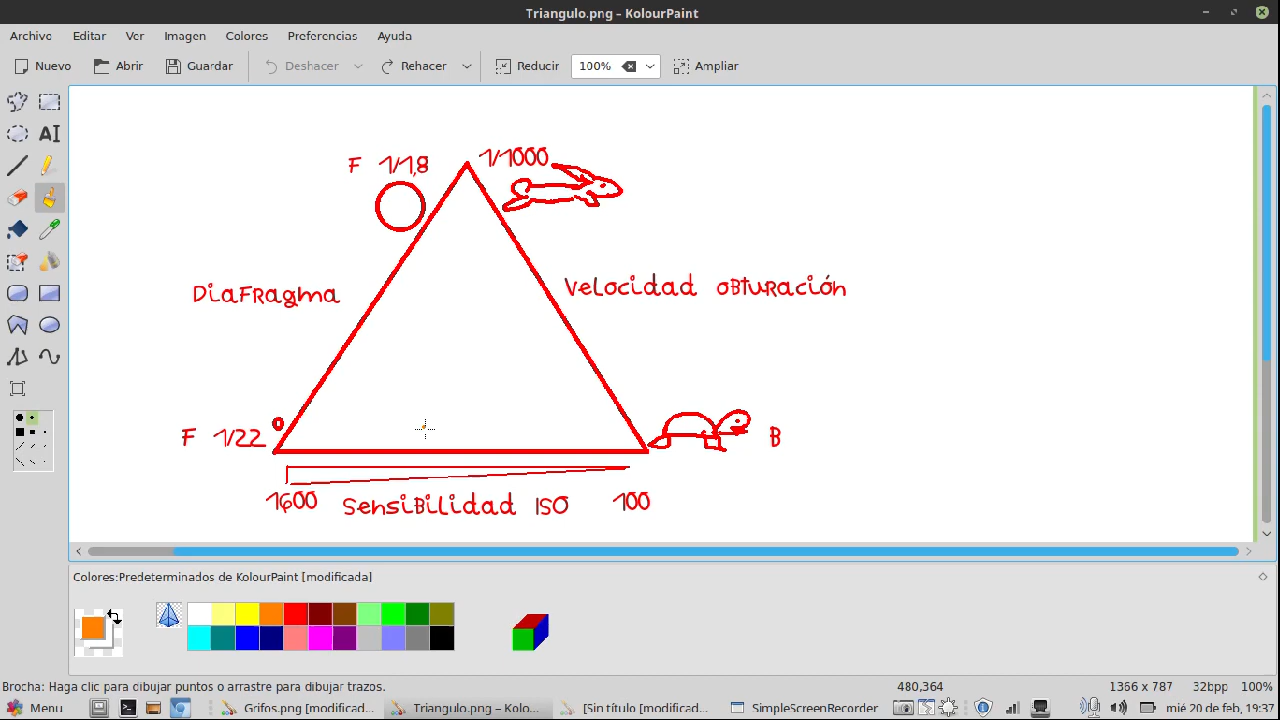 Triangulo.png – KolourPaint
Archivo Editar Ver Imagen Colores Preferencias Ayuda
Nuevo Abrir Guardar Deshacer Rehacer Reducir 100% Ampliar
F 1/1,8 1/1000
DiaFragma Velocidad oBturación
F 1/22 B
1600 SensiBilidad ISO 100
Colores:Predeterminados de KolourPaint [modificada]
Brocha: Haga clic para dibujar puntos o arrastre para dibujar trazos. 480,364 1366 x 787 32bpp 100%
Menu Grifos.png [modificad... Triangulo.png – Kolo... [Sin título [modificad... SimpleScreenRecorder mié 20 de feb, 19:37